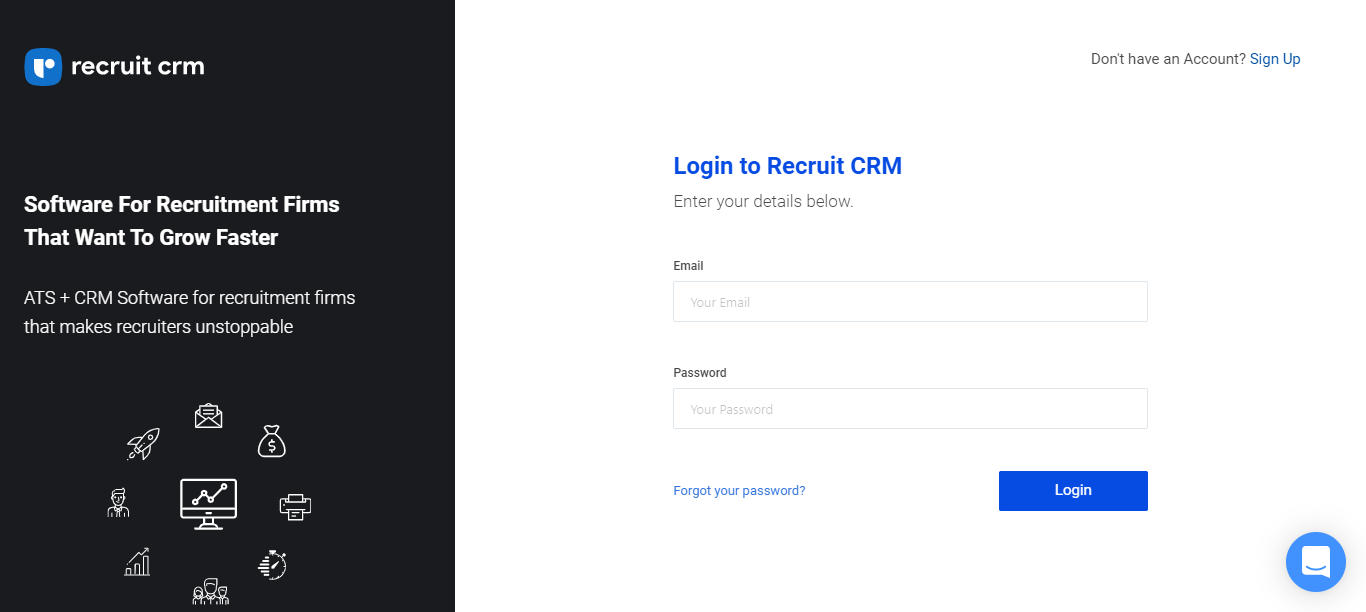 recruit crm
Software For Recruitment Firms
That Want To Grow Faster
ATS + CRM Software for recruitment firms
that makes recruiters unstoppable
$
Don't have an Account? Sign Up
Login to Recruit CRM
Enter your details below.
Email
Your Email
Password
Your Password
Forgot your password?
Login